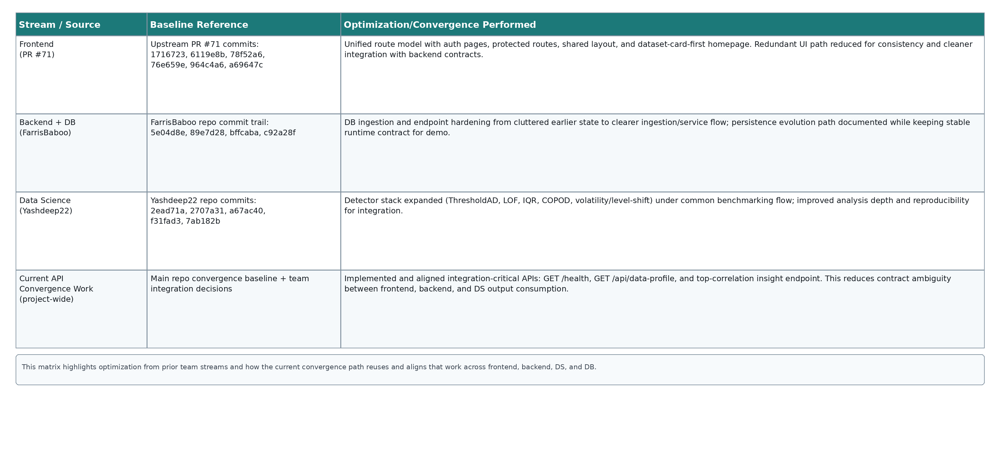 Stream / Source
Baseline Reference
Optimization/Convergence Performed
Frontend
(PR #71)
Upstream PR #71 commits:
1716723, 6119e8b, 78f52a6,
76e659e, 964c4a6, a69647c
Unified route model with auth pages, protected routes, shared layout, and dataset-card-first homepage. Redundant UI path reduced for consistency and cleaner
integration with backend contracts.
Backend + DB
(FarrisBaboo)
FarrisBaboo repo commit trail:
5e04d8e, 89e7d28, bffcaba, c92a28f
DB ingestion and endpoint hardening from cluttered earlier state to clearer ingestion/service flow; persistence evolution path documented while keeping stable
runtime contract for demo.
Data Science
(Yashdeep22)
Yashdeep22 repo commits:
2ead71a, 2707a31, a67ac40,
f31fad3, 7ab182b
Detector stack expanded (ThresholdAD, LOF, IQR, COPOD, volatility/level-shift) under common benchmarking flow; improved analysis depth and reproducibility
for integration.
Current API
Convergence Work
(project-wide)
Main repo convergence baseline + team
integration decisions
Implemented and aligned integration-critical APIs: GET /health, GET /api/data-profile, and top-correlation insight endpoint. This reduces contract ambiguity
between frontend, backend, and DS output consumption.
This matrix highlights optimization from prior team streams and how the current convergence path reuses and aligns that work across frontend, backend, DS, and DB.